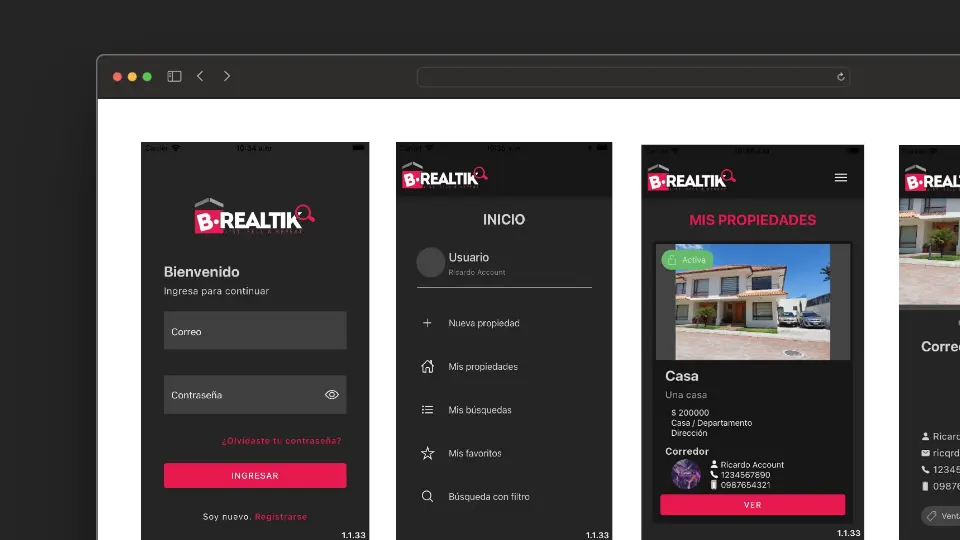 10:34 a.m.
B•REALTIK
Bienvenido
Ingresa para continuar
Correo
Contraseña
¿Olvidaste tu contraseña?
INGRESAR
Soy nuevo. Registrarse
1.1.33
B•REALTIK
INICIO
Usuario
Ricardo Account
Nueva propiedad
Mis propiedades
Mis búsquedas
Mis favoritos
Búsqueda con filtro
1.1.33
B•REALTIK
MIS PROPIEDADES
Activa
Casa
Una casa
$ 200000
Casa / Departamento
Dirección
Corredor
Ricardo Account
1234567890
0987654321
VER
1.1.33
B•REAL
Corre
Ricar
ricqrd
12345
09876
Venta